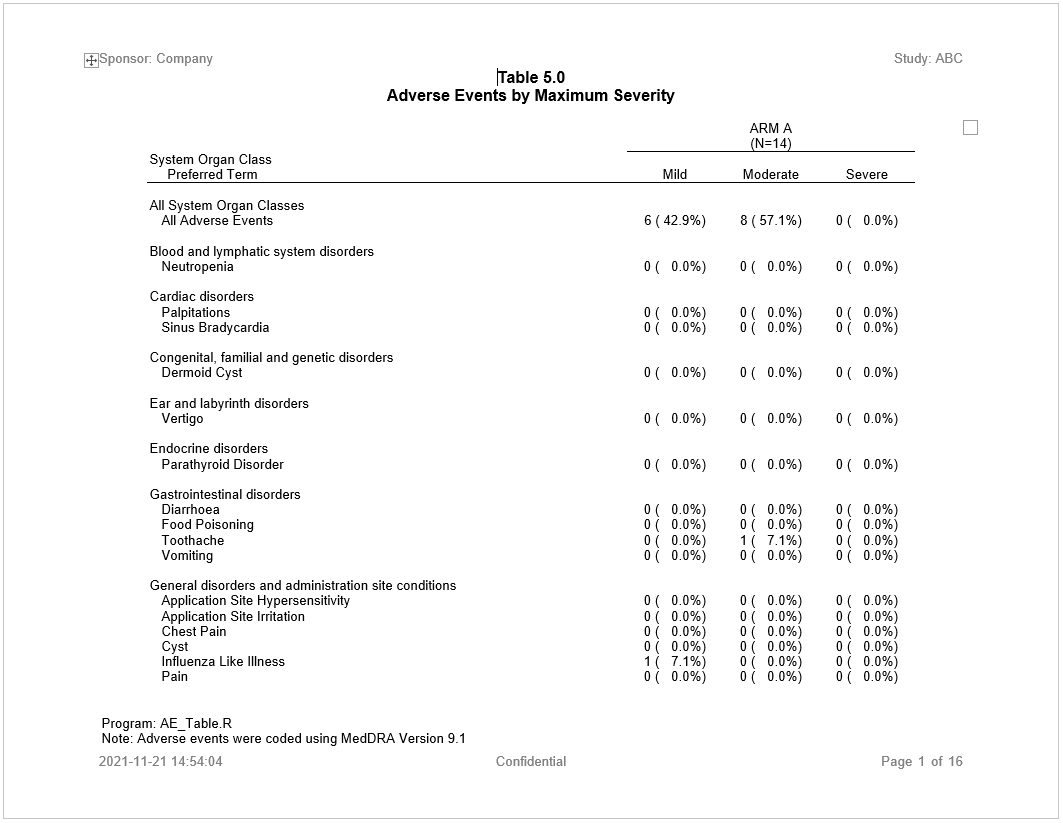 Sponsor: Company Study: ABC
Table 5.0
Adverse Events by Maximum Severity
ARM A
(N=14)
System Organ Class
Preferred Term Mild Moderate Severe
All System Organ Classes
All Adverse Events 6 ( 42.9%) 8 ( 57.1%) 0 ( 0.0%)
Blood and lymphatic system disorders
Neutropenia 0 ( 0.0%) 0 ( 0.0%) 0 ( 0.0%)
Cardiac disorders
Palpitations 0 ( 0.0%) 0 ( 0.0%) 0 ( 0.0%)
Sinus Bradycardia 0 ( 0.0%) 0 ( 0.0%) 0 ( 0.0%)
Congenital, familial and genetic disorders
Dermoid Cyst 0 ( 0.0%) 0 ( 0.0%) 0 ( 0.0%)
Ear and labyrinth disorders
Vertigo 0 ( 0.0%) 0 ( 0.0%) 0 ( 0.0%)
Endocrine disorders
Parathyroid Disorder 0 ( 0.0%) 0 ( 0.0%) 0 ( 0.0%)
Gastrointestinal disorders
Diarrhoea 0 ( 0.0%) 0 ( 0.0%) 0 ( 0.0%)
Food Poisoning 0 ( 0.0%) 0 ( 0.0%) 0 ( 0.0%)
Toothache 0 ( 0.0%) 1 ( 7.1%) 0 ( 0.0%)
Vomiting 0 ( 0.0%) 0 ( 0.0%) 0 ( 0.0%)
General disorders and administration site conditions
Application Site Hypersensitivity 0 ( 0.0%) 0 ( 0.0%) 0 ( 0.0%)
Application Site Irritation 0 ( 0.0%) 0 ( 0.0%) 0 ( 0.0%)
Chest Pain 0 ( 0.0%) 0 ( 0.0%) 0 ( 0.0%)
Cyst 0 ( 0.0%) 0 ( 0.0%) 0 ( 0.0%)
Influenza Like Illness 1 ( 7.1%) 0 ( 0.0%) 0 ( 0.0%)
Pain 0 ( 0.0%) 0 ( 0.0%) 0 ( 0.0%)
Program: AE_Table.R
Note: Adverse events were coded using MedDRA Version 9.1
2021-11-21 14:54:04 Confidential Page 1 of 16